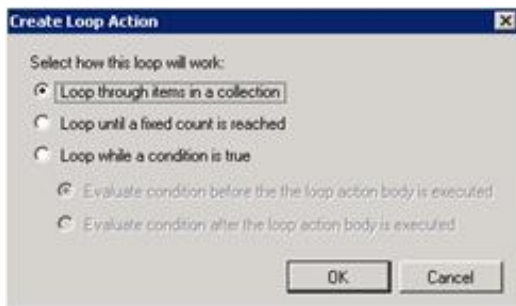 Create Loop Action
Select how this loop will work:
Loop through items in a collection
Loop until a fixed count is reached
Loop while a condition is true
Evaluate condition before the the loop action body is executed
Evaluate condition after the loop action body is executed
OK
Cancel